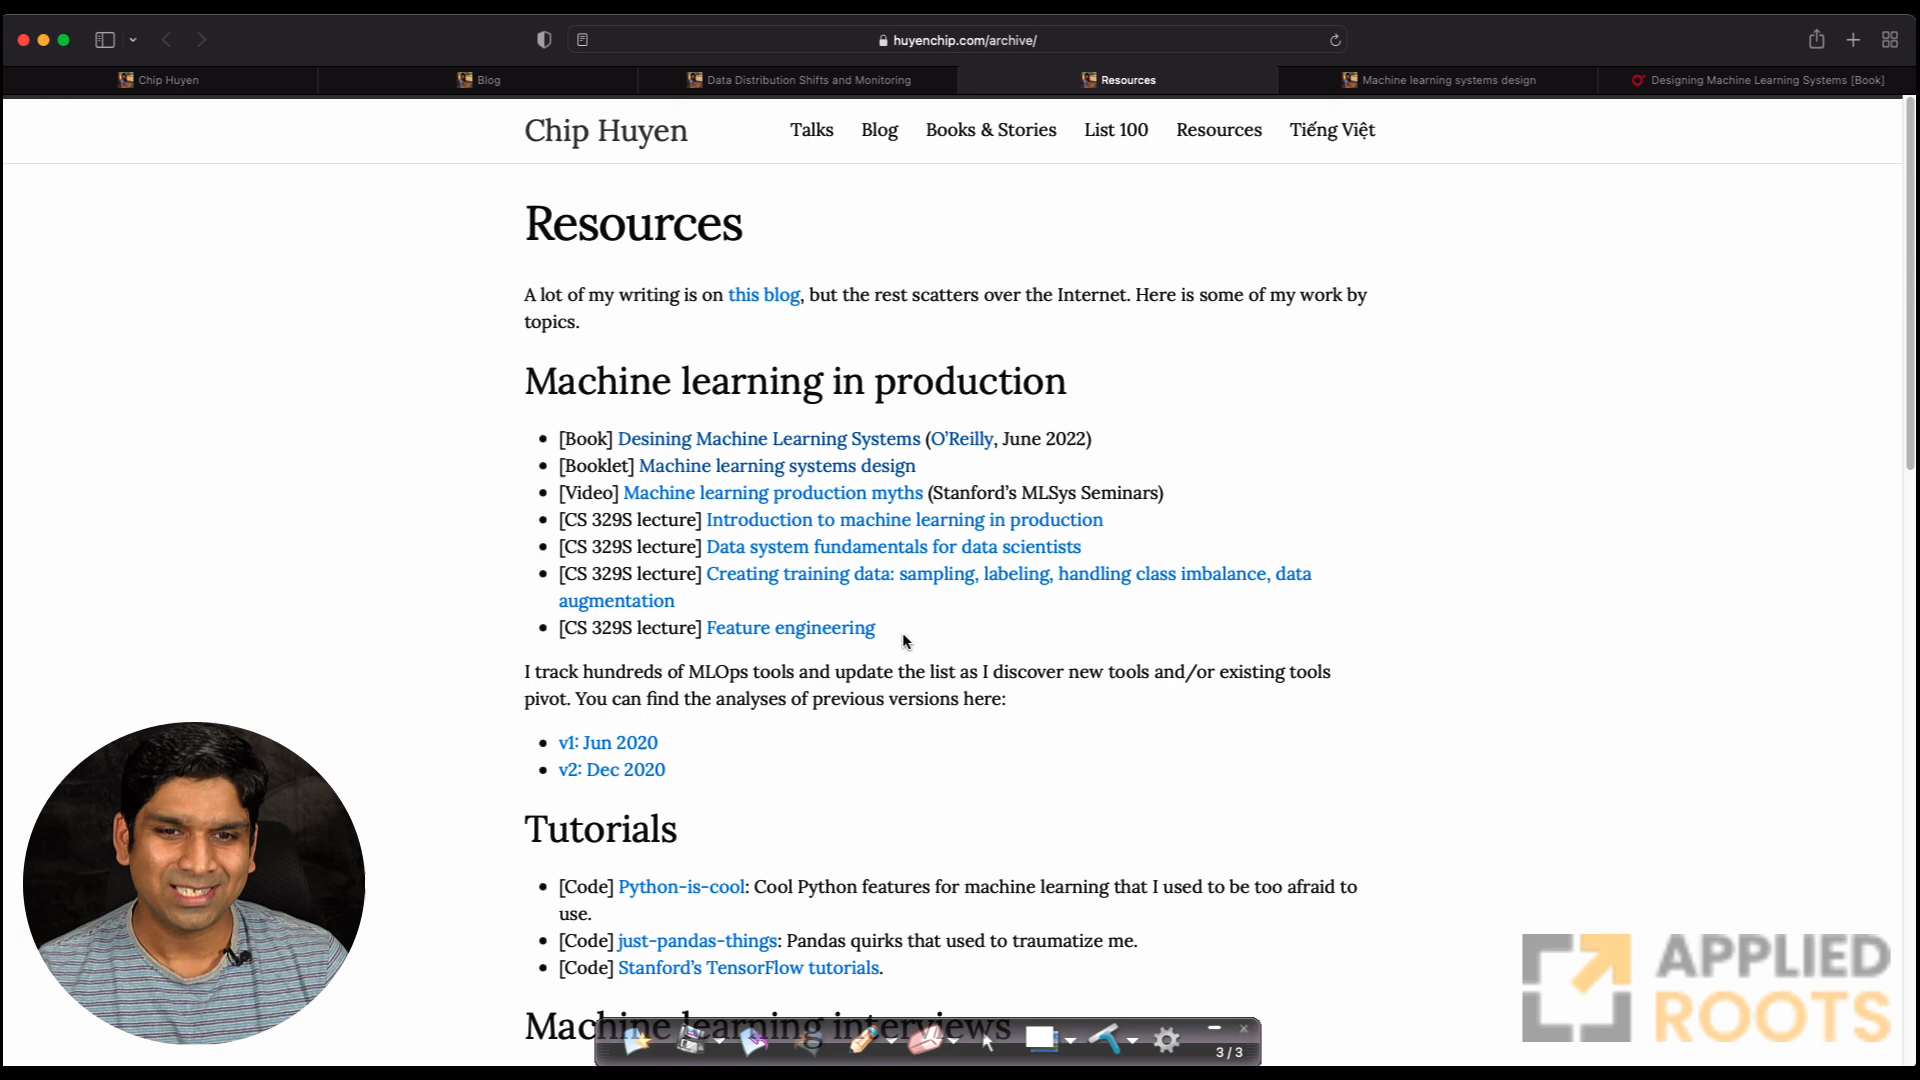 huyenchip.com/archive/
Chip Huyen
Blog
Data Distribution Shifts and Monitoring
Resources
Machine learning systems design
Designing Machine Learning Systems [Book]
Chip Huyen
Talks
Blog
Books & Stories
List 100
Resources
Tiếng Việt
Resources
A lot of my writing is on this blog, but the rest scatters over the Internet. Here is some of my work by
topics.
Machine learning in production
[Book] Desining Machine Learning Systems (O’Reilly, June 2022)
[Booklet] Machine learning systems design
[Video] Machine learning production myths (Stanford’s MLSys Seminars)
[CS 329S lecture] Introduction to machine learning in production
[CS 329S lecture] Data system fundamentals for data scientists
[CS 329S lecture] Creating training data: sampling, labeling, handling class imbalance, data
augmentation
[CS 329S lecture] Feature engineering
I track hundreds of MLOps tools and update the list as I discover new tools and/or existing tools
pivot. You can find the analyses of previous versions here:
v1: Jun 2020
v2: Dec 2020
Tutorials
[Code] Python-is-cool: Cool Python features for machine learning that I used to be too afraid to
use.
[Code] just-pandas-things: Pandas quirks that used to traumatize me.
[Code] Stanford’s TensorFlow tutorials.
Machine learning interviews
3 / 3
APPLIED
ROOTS